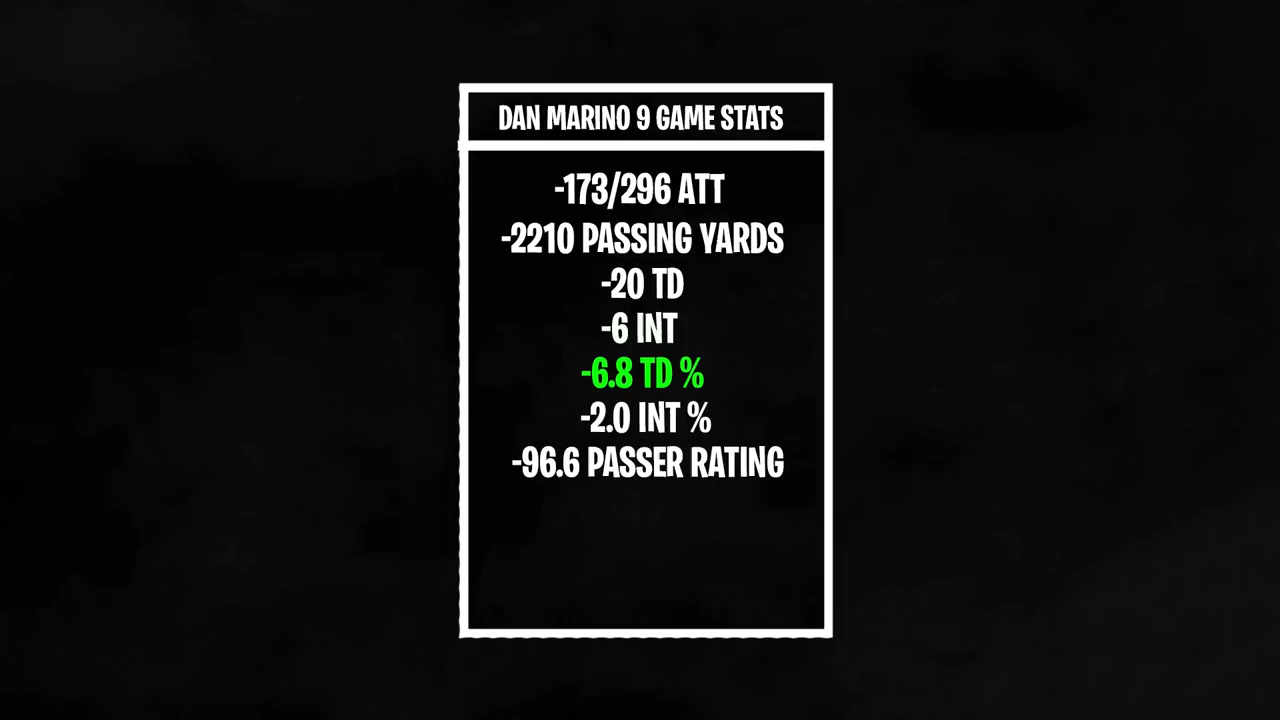 DAN MARINO 9 GAME STATS
-173/296 ATT
-2210 PASSING YARDS
-20 TD
-6 INT
-6.8 TD %
-2.0 INT %
-96.6 PASSER RATING